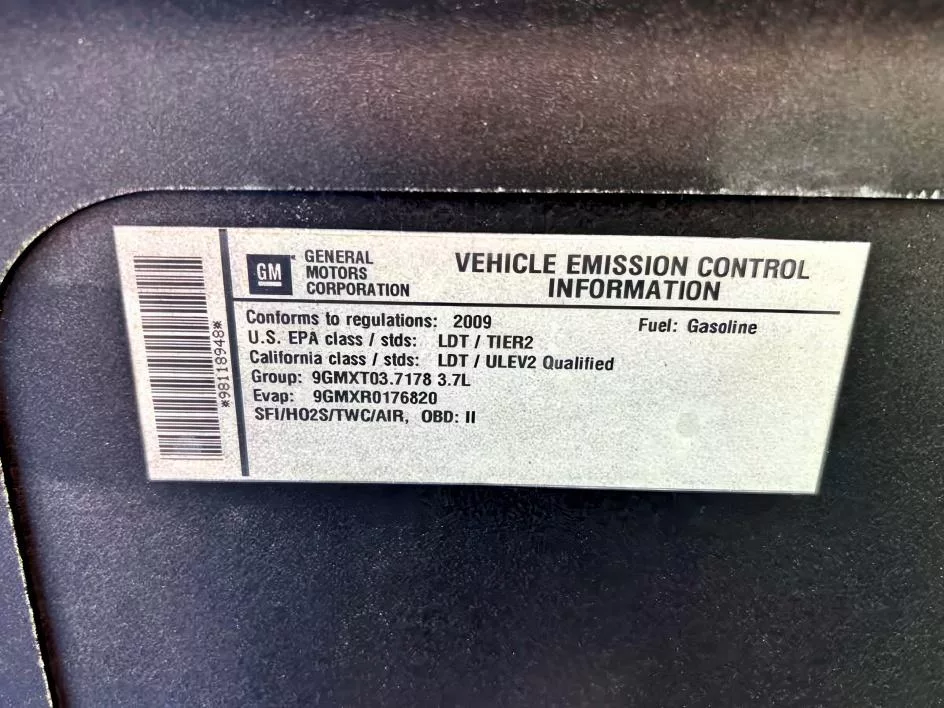 *98118948*
GM
GENERAL
MOTORS
CORPORATION
VEHICLE EMISSION CONTROL
INFORMATION
Conforms to regulations: 2009
Fuel: Gasoline
U.S. EPA class / stds: LDT / TIER2
California class / stds: LDT / ULEV2 Qualified
Group: 9GMXT03.7178 3.7L
Evap: 9GMXR0176820
SFI/HO2S/TWC/AIR, OBD: II